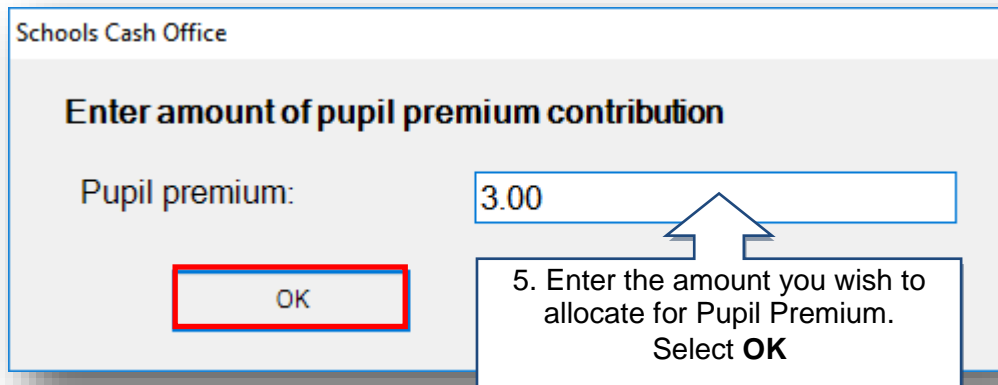 Schools Cash Office
Enter amount of pupil premium contribution
Pupil premium:
3.00
OK
5. Enter the amount you wish to
allocate for Pupil Premium.
Select OK